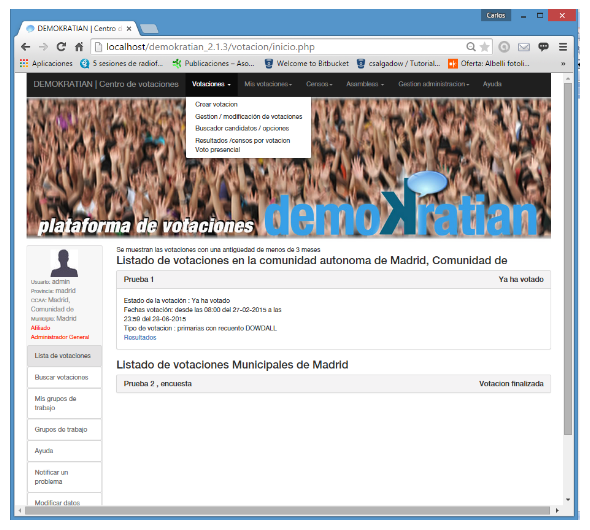 Carlos
DEMOKRATIAN | Centro d
localhost/demokratian_2.1.3/votacion/inicio.php
Aplicaciones 5 sesiones de radiof... Publicaciones – Aso... Welcome to Bitbucket csalgadow / Tutorial... Oferta: Albelli fotoli... »
DEMOKRATIAN | Centro de votaciones Votaciones Mis votaciones Censos Asambleas Gestion administracion Ayuda
Crear votacion
Gestion / modificación de votaciones
Buscador candidatos / opciones
Resultados /censos por votacion
Voto presencial
plataforma de votaciones demokratian
Usuario: admin
Provincia: madrid
CCAA: Madrid,
Comunidad de
Municipio: Madrid
Afiliado
Administrador General
Lista de votaciones
Buscar votaciones
Mis grupos de
trabajo
Grupos de trabajo
Ayuda
Notificar un
problema
Modificar datos
Se muestran las votaciones con una antiguedad de menos de 3 meses
Listado de votaciones en la comunidad autonoma de Madrid, Comunidad de
Prueba 1 Ya ha votado
Estado de la votación : Ya ha votado
Fechas votación: desde las 08:00 del 27-02-2015 a las
23:59 del 28-06-2015
Tipo de votacion : primarias con recuento DOWDALL
Resultados
Listado de votaciones Municipales de Madrid
Prueba 2 , encuesta Votacion finalizada